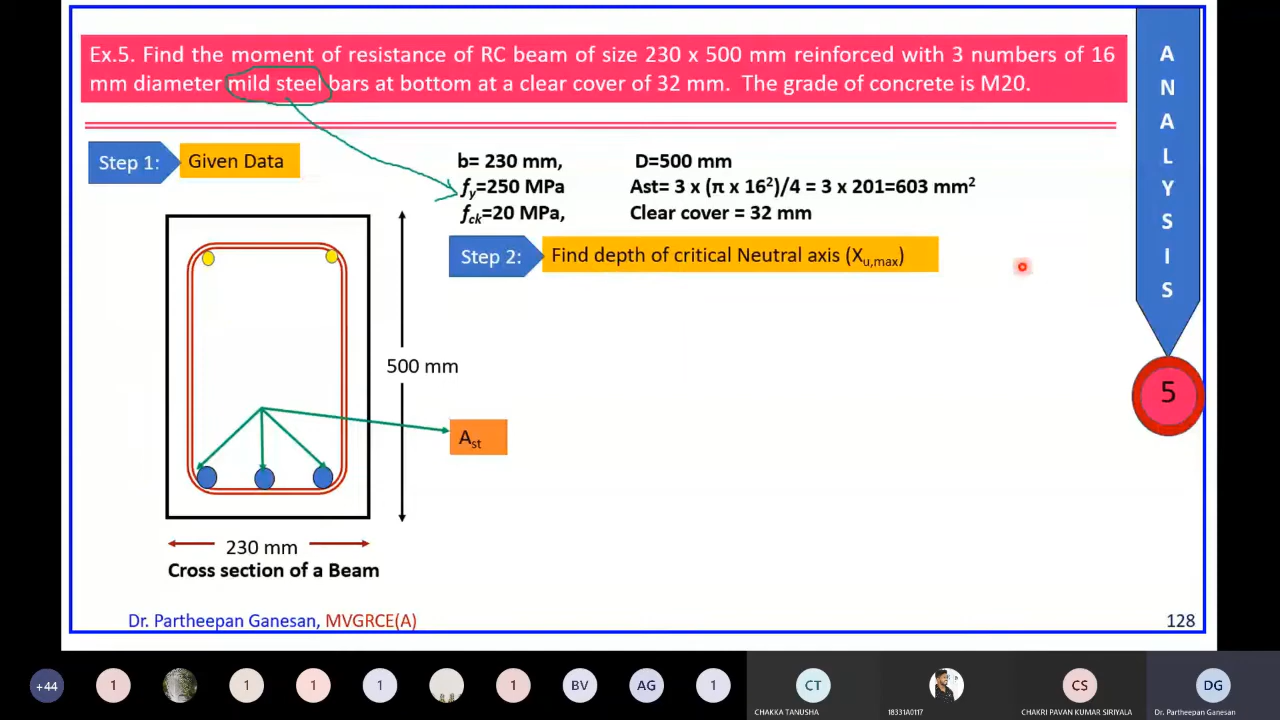 Ex.5. Find the moment of resistance of RC beam of size 230 x 500 mm reinforced with 3 numbers of 16
mm diameter mild steel bars at bottom at a clear cover of 32 mm. The grade of concrete is M20.
ANALYSIS
5
Step 1: Given Data
b= 230 mm, D=500 mm
fy=250 MPa Ast= 3 x (π x 16²)/4 = 3 x 201=603 mm²
fck=20 MPa, Clear cover = 32 mm
Step 2: Find depth of critical Neutral axis (Xu,max)
500 mm
Ast
230 mm
Cross section of a Beam
Dr. Partheepan Ganesan, MVGRCE(A) 128
+44 1 1 1 1 1 BV AG 1 CT CS DG
CHAKKA TANUSHA 18331A0117 CHAKRI PAVAN KUMAR SIRIYALA Dr. Partheepan Ganesan